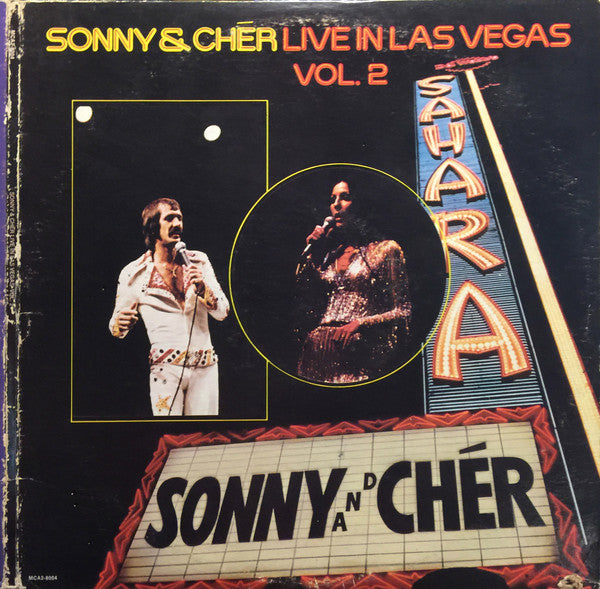 SONNY & CHÉR LIVE IN LAS VEGAS
VOL. 2
SAHARA
SONNY AND CHÉR
MCA2-8004